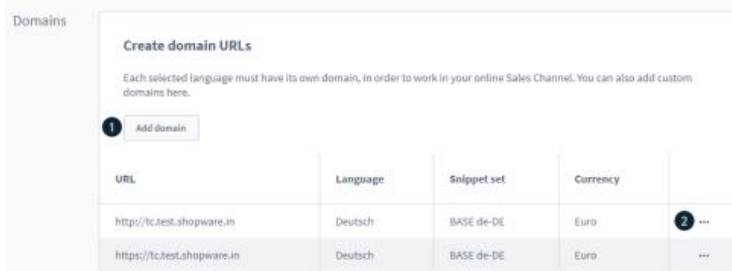 Domains
Create domain URLs
Each selected language must have its own domain, in order to work in your online Sales Channel. You can also add custom
domains here.
1 Add domain
URL Language Snippet set Currency
http://tc.test.shopware.in Deutsch BASE de-DE Euro 2 ...
https://tc.test.shopware.in Deutsch BASE de-DE Euro ...